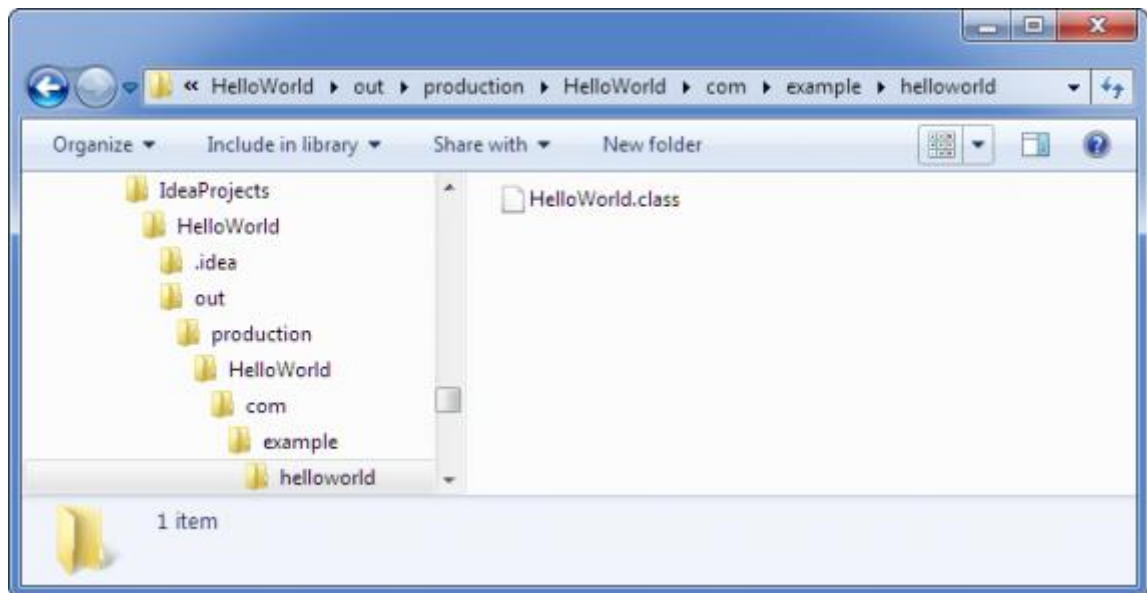 « HelloWorld ▸ out ▸ production ▸ HelloWorld ▸ com ▸ example ▸ helloworld
Organize Include in library Share with New folder
IdeaProjects
HelloWorld
.idea
out
production
HelloWorld
com
example
helloworld
HelloWorld.class
1 item